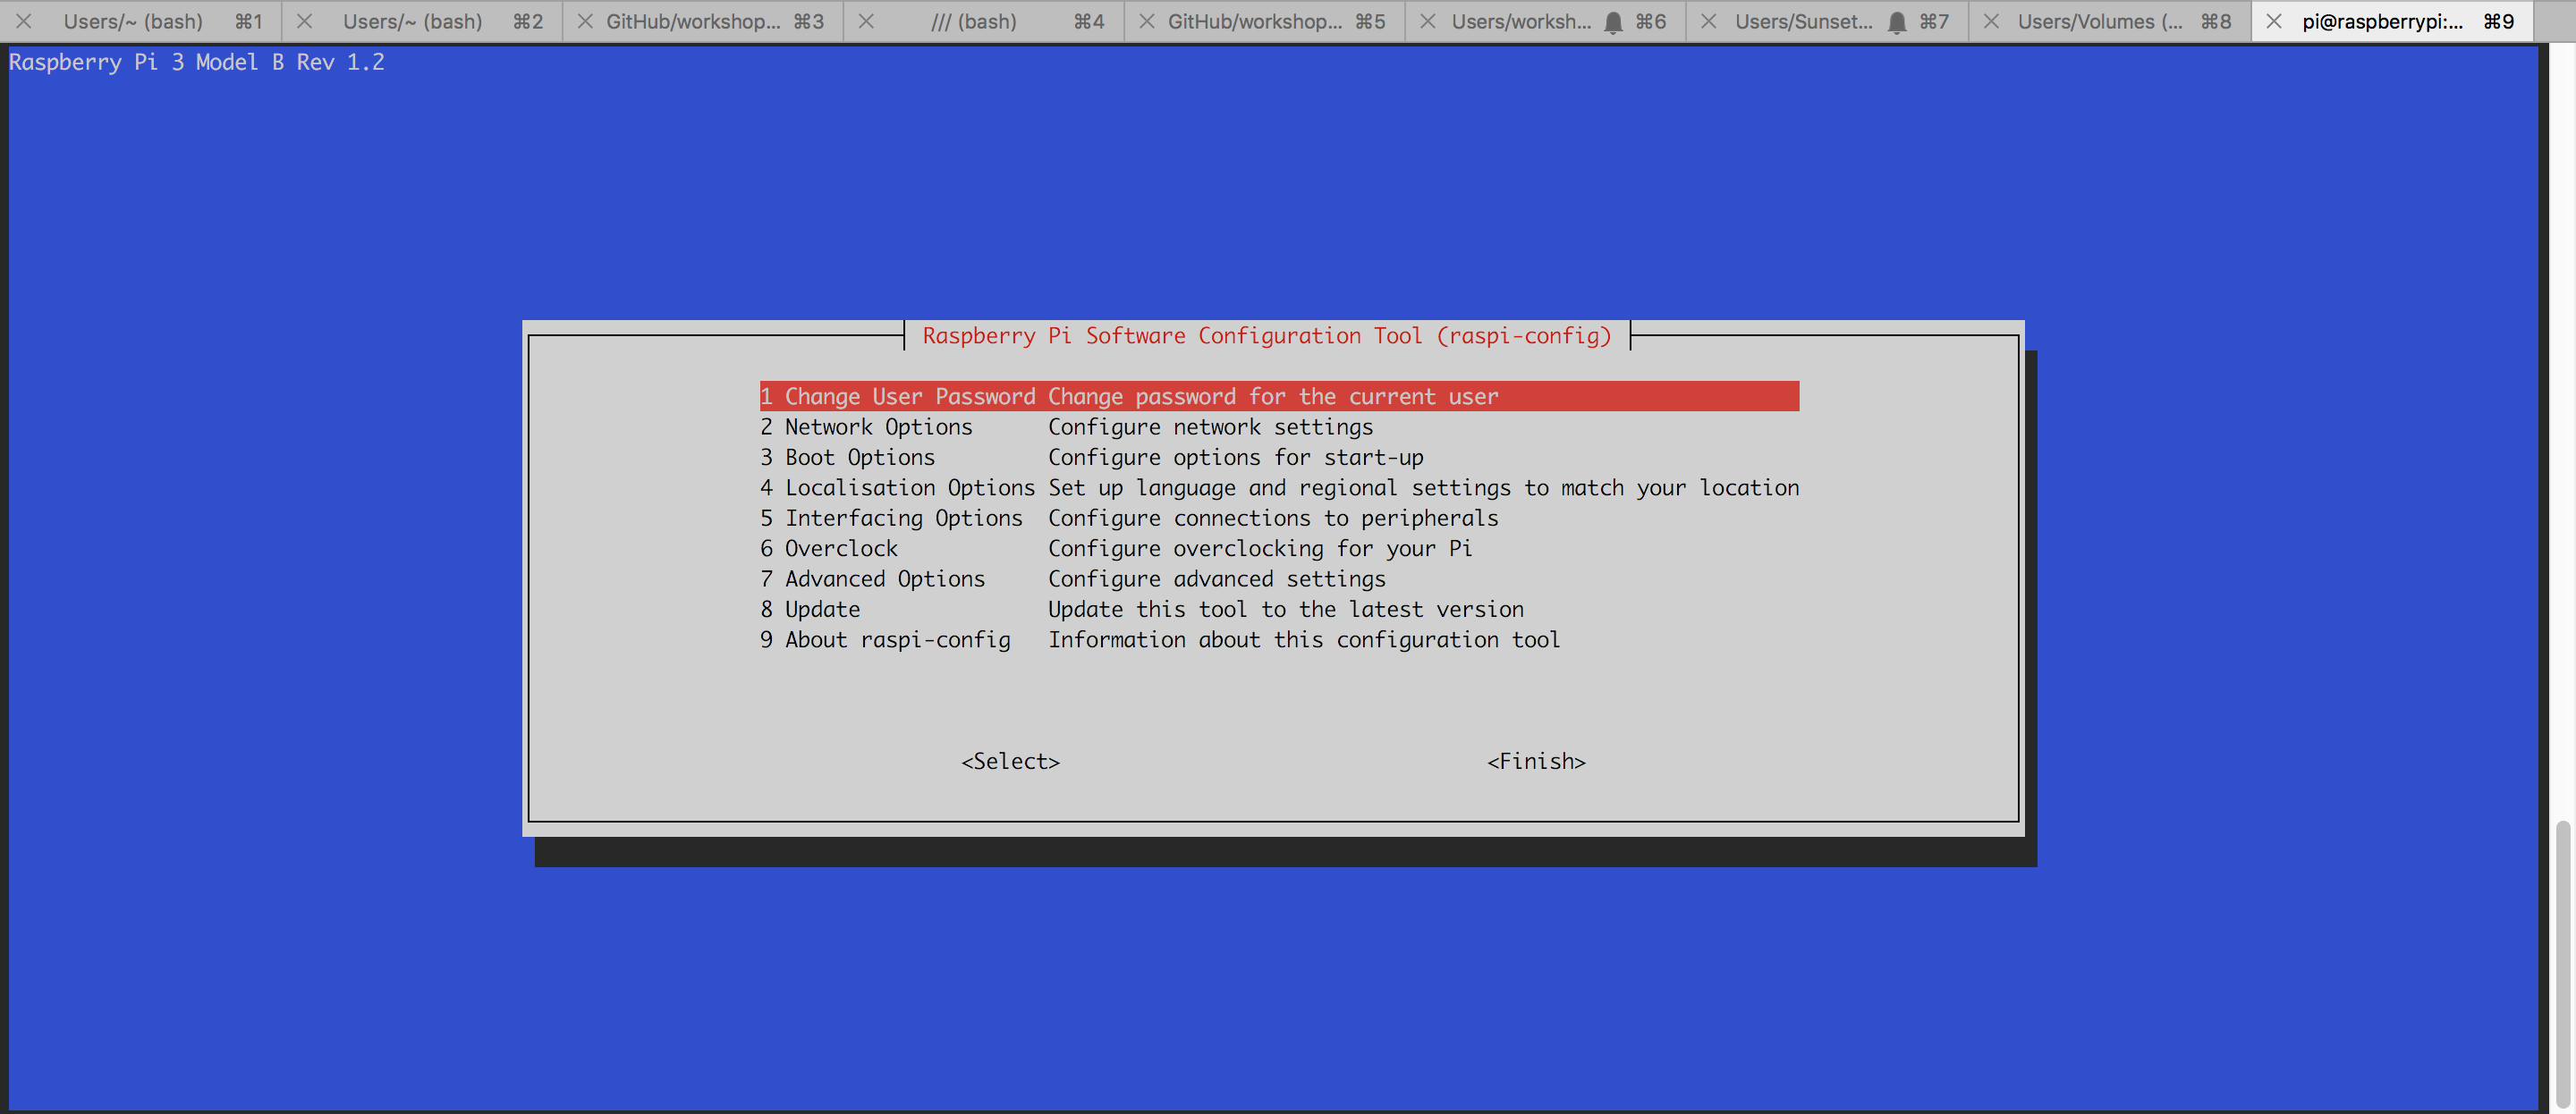 Users/~ (bash) ⌘1 Users/~ (bash) ⌘2 GitHub/workshop... ⌘3 /// (bash) ⌘4 GitHub/workshop... ⌘5 Users/worksh... ⌘6 Users/Sunset... ⌘7 Users/Volumes (... ⌘8 pi@raspberrypi:... ⌘9
Raspberry Pi 3 Model B Rev 1.2
Raspberry Pi Software Configuration Tool (raspi-config)
1 Change User Password Change password for the current user
2 Network Options Configure network settings
3 Boot Options Configure options for start-up
4 Localisation Options Set up language and regional settings to match your location
5 Interfacing Options Configure connections to peripherals
6 Overclock Configure overclocking for your Pi
7 Advanced Options Configure advanced settings
8 Update Update this tool to the latest version
9 About raspi-config Information about this configuration tool
<Select> <Finish>